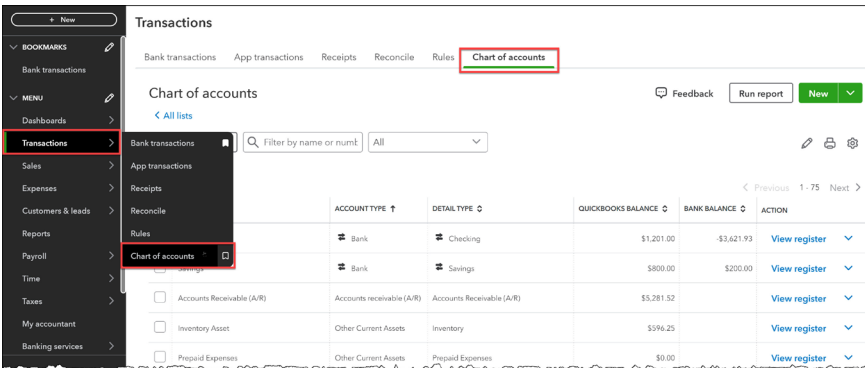 + New
BOOKMARKS
Bank transactions
MENU
Dashboards
Transactions
Sales
Expenses
Customers & leads
Reports
Payroll
Time
Taxes
My accountant
Banking services
Bank transactions
App transactions
Receipts
Reconcile
Rules
Chart of accounts
Transactions
Bank transactions App transactions Receipts Reconcile Rules Chart of accounts
Chart of accounts
Feedback Run report New
< All lists
Filter by name or numb All
< Previous 1 - 75 Next >
ACCOUNT TYPE DETAIL TYPE QUICKBOOKS BALANCE BANK BALANCE ACTION
Bank Checking $1,201.00 -$3,621.93 View register
Savings Bank Savings $800.00 $200.00 View register
Accounts Receivable (A/R) Accounts receivable (A/R) Accounts Receivable (A/R) $5,281.52 View register
Inventory Asset Other Current Assets Inventory $596.25 View register
Prepaid Expenses Other Current Assets Prepaid Expenses $0.00 View register